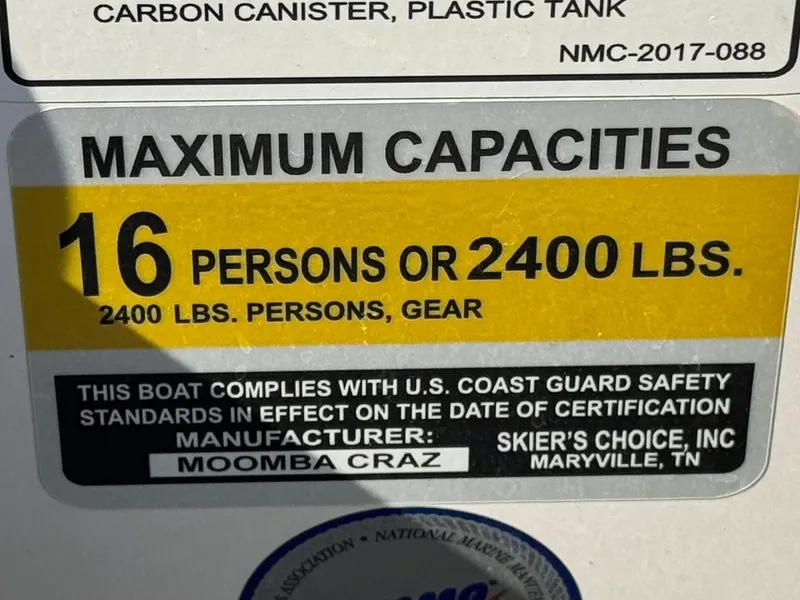 CARBON CANISTER, PLASTIC TANK
NMC-2017-088
MAXIMUM CAPACITIES
16 PERSONS OR 2400 LBS.
2400 LBS. PERSONS, GEAR
THIS BOAT COMPLIES WITH U.S. COAST GUARD SAFETY
STANDARDS IN EFFECT ON THE DATE OF CERTIFICATION
MANUFACTURER: SKIER'S CHOICE, INC
MOOMBA CRAZ MARYVILLE, TN
ASSOCIATION • NATIONAL MARINE